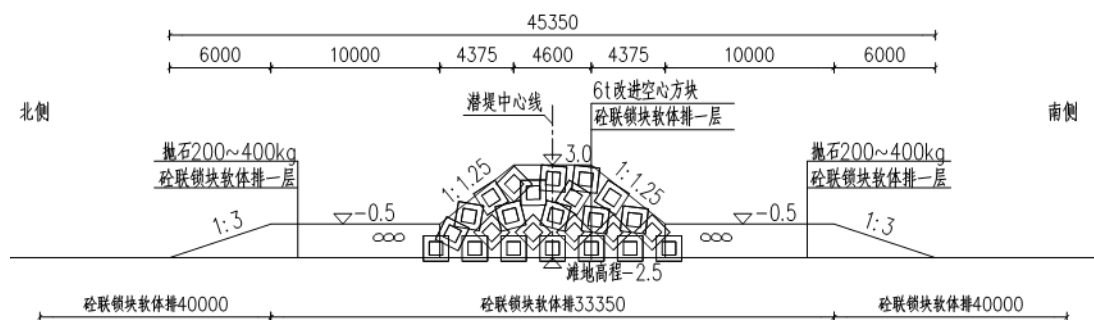 45350
6000
10000
4375
4600
4375
10000
6000
北侧
潜堤中心线
6t改进空心方块
砼联锁块软体排一层
南侧
抛石200~400kg
砼联锁块软体排一层
3.0
抛石200~400kg
砼联锁块软体排一层
1:1.25
1:1.25
1:3
-0.5
-0.5
1:3
滩地高程-2.5
砼联锁块软体排40000
砼联锁块软体排33350
砼联锁块软体排40000